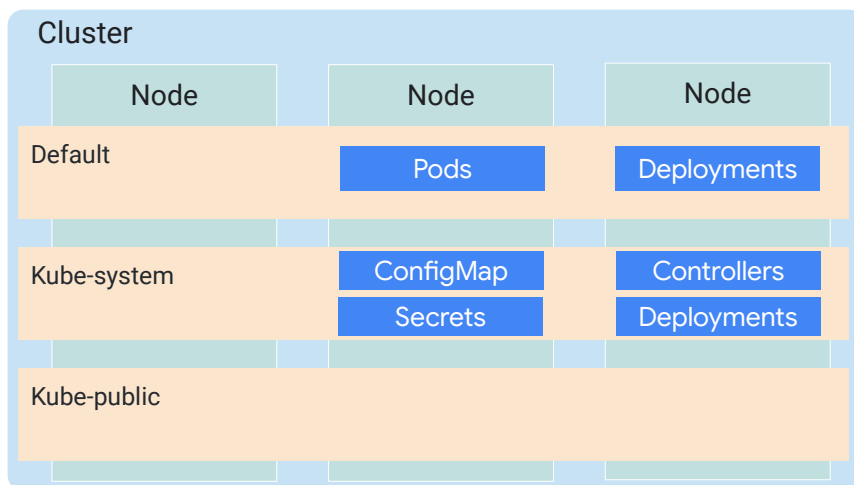 Cluster
Node Node Node
Default
Pods Deployments
Kube-system
ConfigMap Controllers
Secrets Deployments
Kube-public